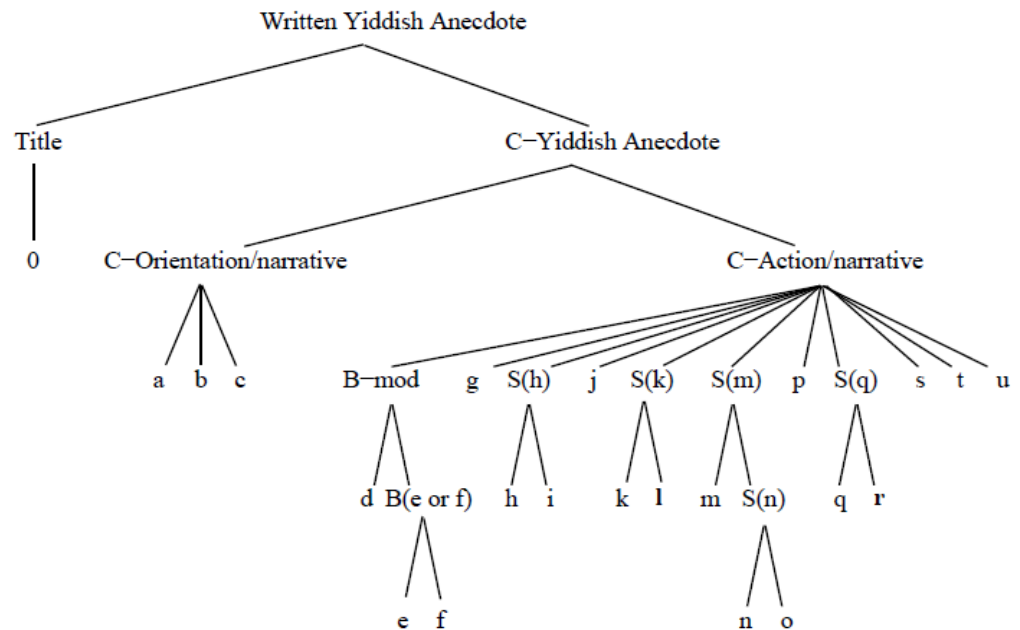 Written Yiddish Anecdote
Title C−Yiddish Anecdote
0 C−Orientation/narrative C−Action/narrative
a b c B−mod g S(h) j S(k) S(m) p S(q) s t u
d B(e or f) h i k l m S(n) q r
e f n o